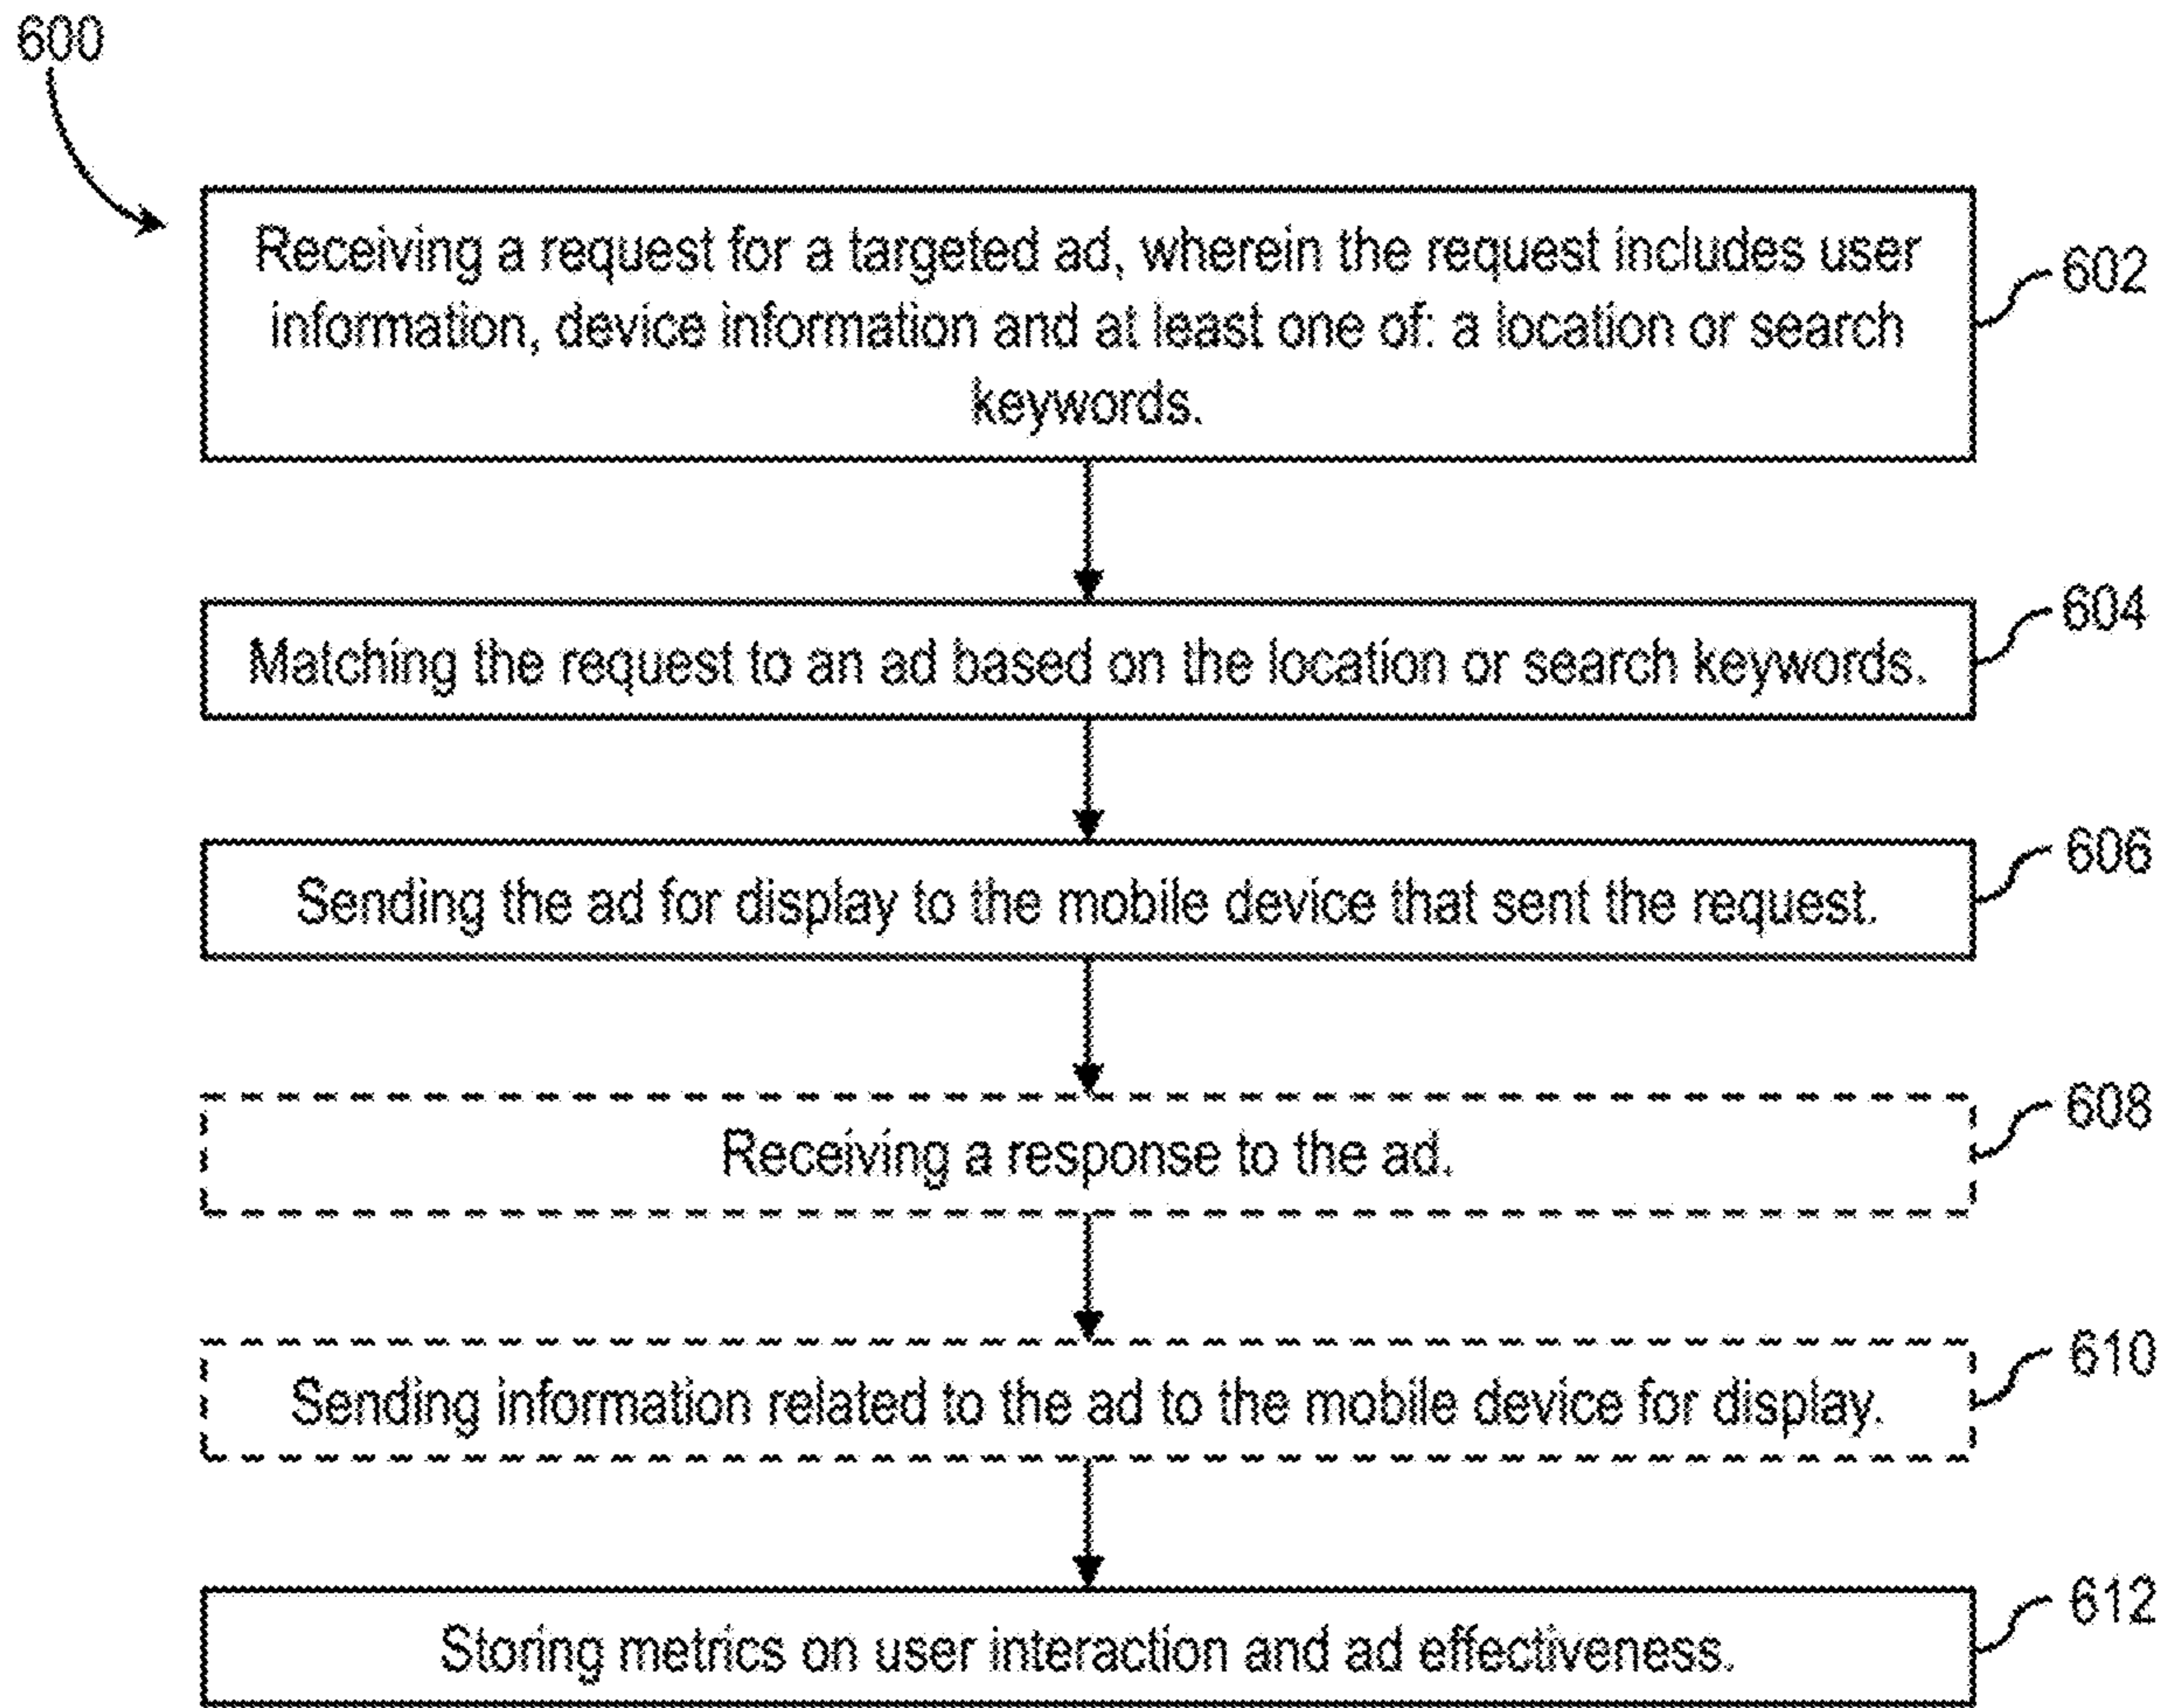 600
Receiving a request for a targeted ad, wherein the request includes user
information, device information and at least one of: a location or search
keywords.
602
Matching the request to an ad based on the location or search keywords.
604
Sending the ad for display to the mobile device that sent the request.
606
Receiving a response to the ad.
608
Sending information related to the ad to the mobile device for display.
610
Storing metrics on user interaction and ad effectiveness.
612